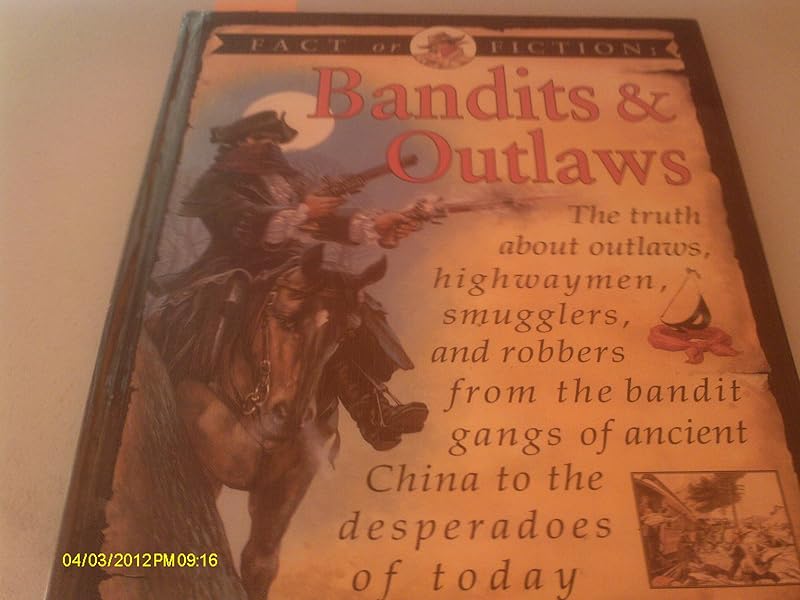 FACT or FICTION:
Bandits &
Outlaws
The truth
about outlaws,
highwaymen,
smugglers,
and robbers
from the bandit
gangs of ancient
China to the
desperadoes
of today
04/03/2012PM09:16